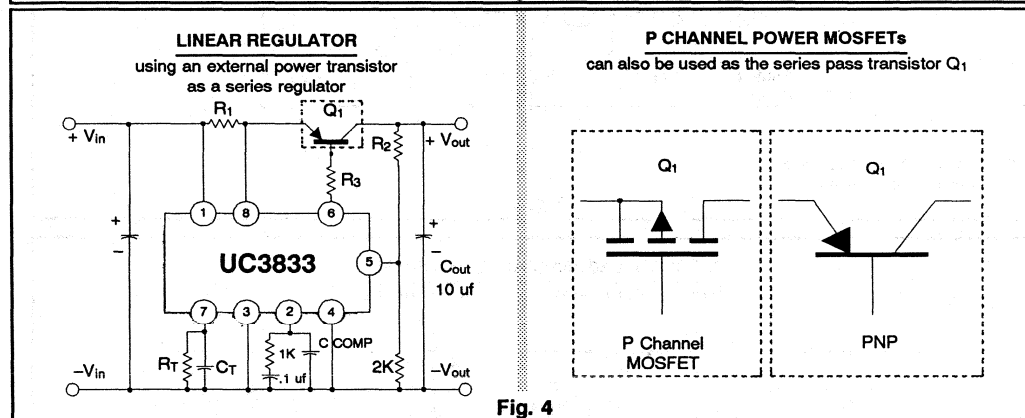 LINEAR REGULATOR
using an external power transistor
as a series regulator
R1
Q1
+ Vin
+ Vout
R2
R3
1
8
6
+
-
UC3833
5
+
-
Cout
10 uf
7
3
2
4
RT
CT
1K
.1 uf
C COMP
2K
-Vin
-Vout
P CHANNEL POWER MOSFETs
can also be used as the series pass transistor Q1
Q1
P Channel
MOSFET
Q1
PNP
Fig. 4